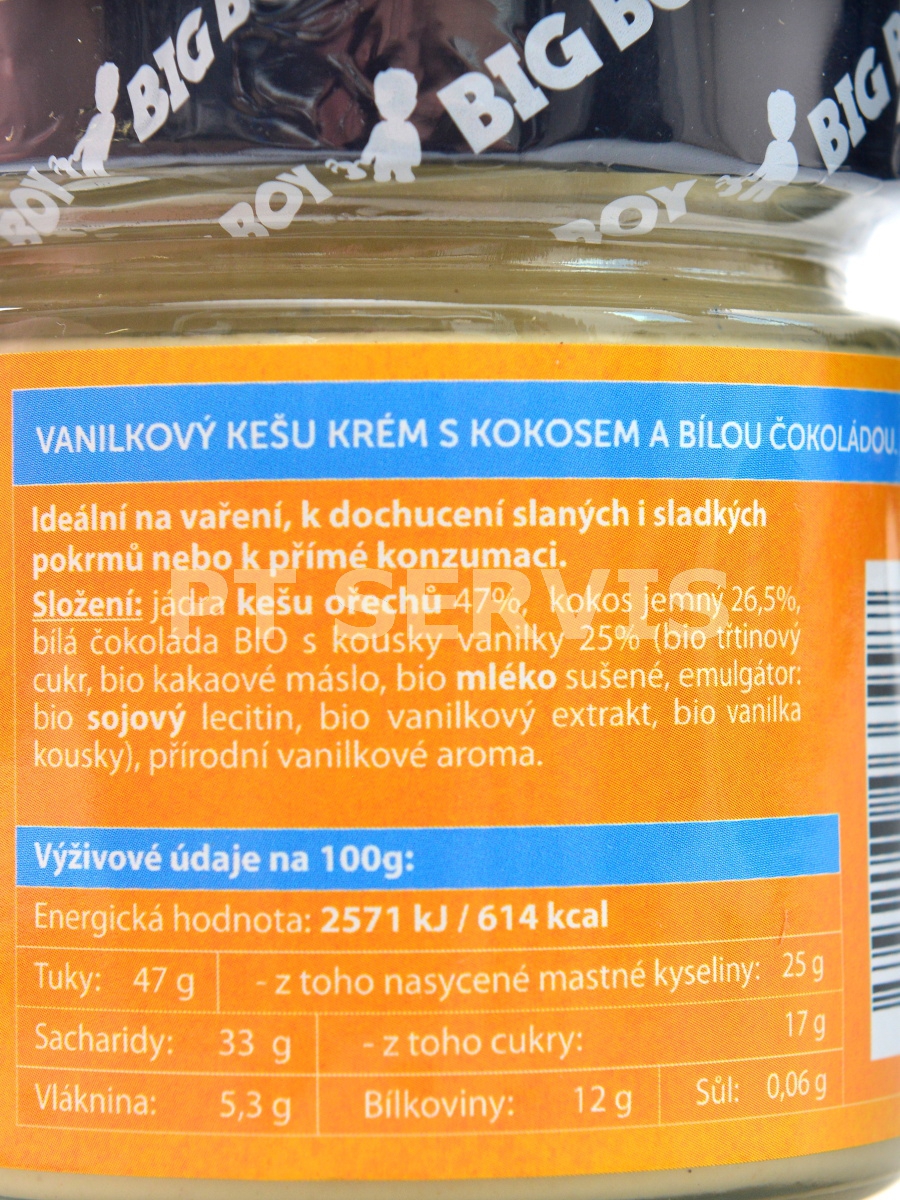 BIG B
BIG BO
BIG B
BOY
BOY
BOY
VANILKOVÝ KEŠU KRÉM S KOKOSEM A BÍLOU ČOKOLÁDOU.
Ideální na vaření, k dochucení slaných i sladkých
pokrmů nebo k přímé konzumaci.
PT SERVIS
Složení: jádra kešu ořechů 47%, kokos jemný 26,5%,
bílá čokoláda BIO s kousky vanilky 25% (bio třtinový
cukr, bio kakaové máslo, bio mléko sušené, emulgátor:
bio sojový lecitin, bio vanilkový extrakt, bio vanilka
kousky), přírodní vanilkové aroma.
Výživové údaje na 100g:
Energická hodnota: 2571 kJ / 614 kcal
Tuky: 47 g - z toho nasycené mastné kyseliny: 25 g
Sacharidy: 33 g - z toho cukry: 17 g
Vláknina: 5,3 g Bílkoviny: 12 g Sůl: 0,06 g